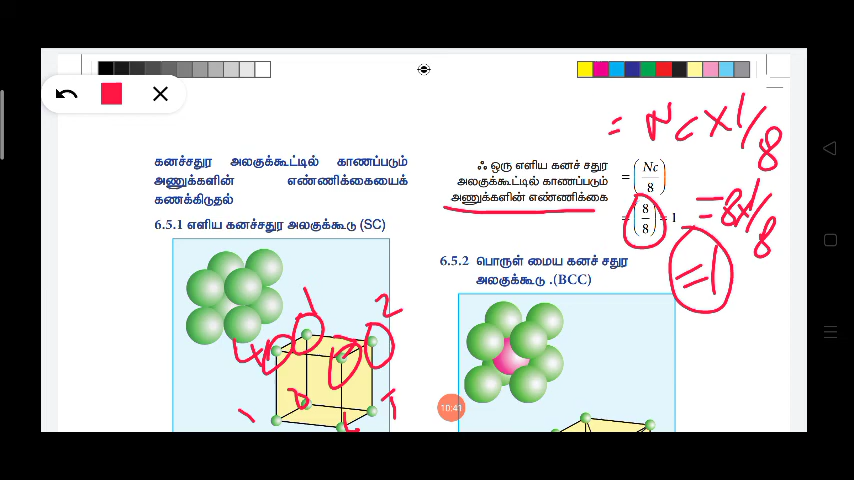 கனச்சதுர அலகுக்கூட்டில் காணப்படும்
அணுக்களின் எண்ணிக்கையைக்
கணக்கிடுதல்
6.5.1 எளிய கனச்சதுர அலகுக்கூடு (SC)
1
2
= Nc x 1/8
ஃ ஒரு எளிய கனச் சதுர
அலகுக்கூட்டில் காணப்படும்
அணுக்களின் எண்ணிக்கை
= (Nc/8)
= (8/8) = 1
= 8x1/8
=1
6.5.2 பொருள் மைய கனச் சதுர
அலகுக்கூடு .(BCC)
10:41